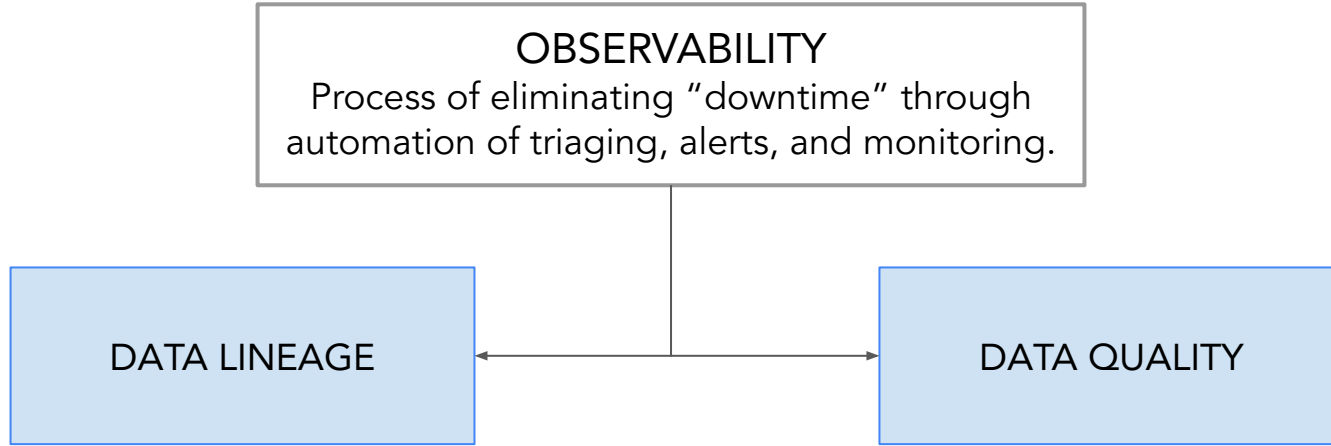 OBSERVABILITY
Process of eliminating “downtime” through
automation of triaging, alerts, and monitoring.
DATA LINEAGE
DATA QUALITY